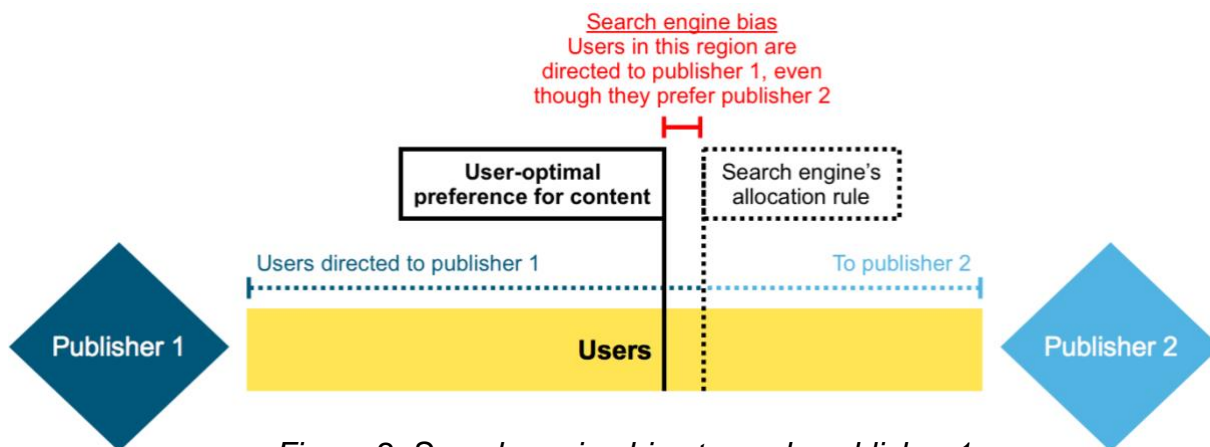 Search engine bias
Users in this region are
directed to publisher 1, even
though they prefer publisher 2
User-optimal
preference for content
Search engine's
allocation rule
Users directed to publisher 1
To publisher 2
Publisher 1
Users
Publisher 2